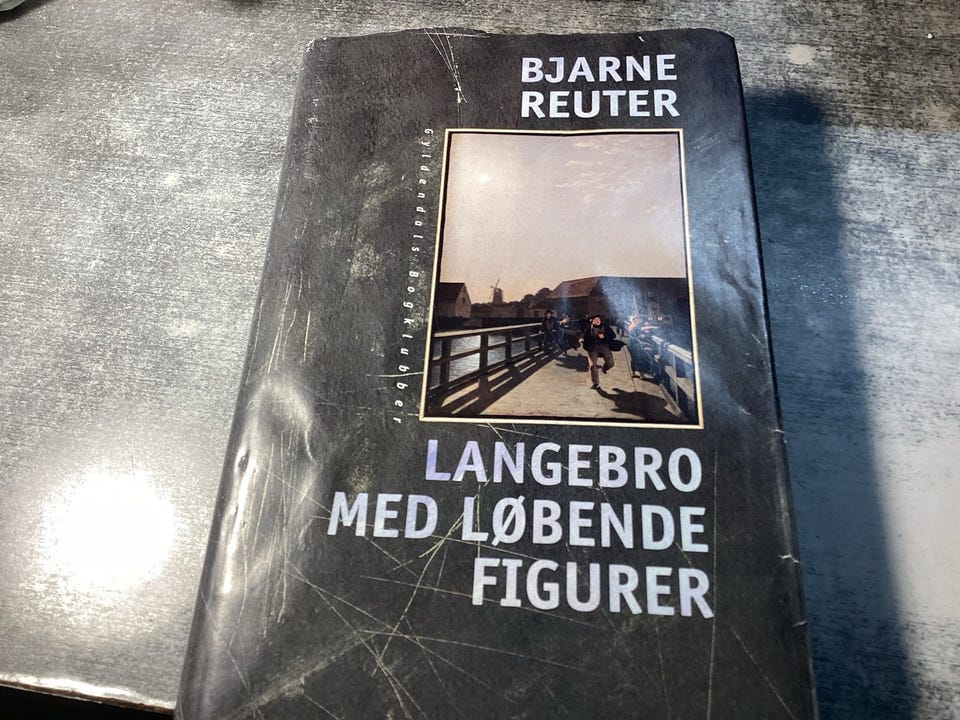 BJARNE
REUTER
Gyldendals Bogklubber
LANGEBRO
MED LØBENDE
FIGURER